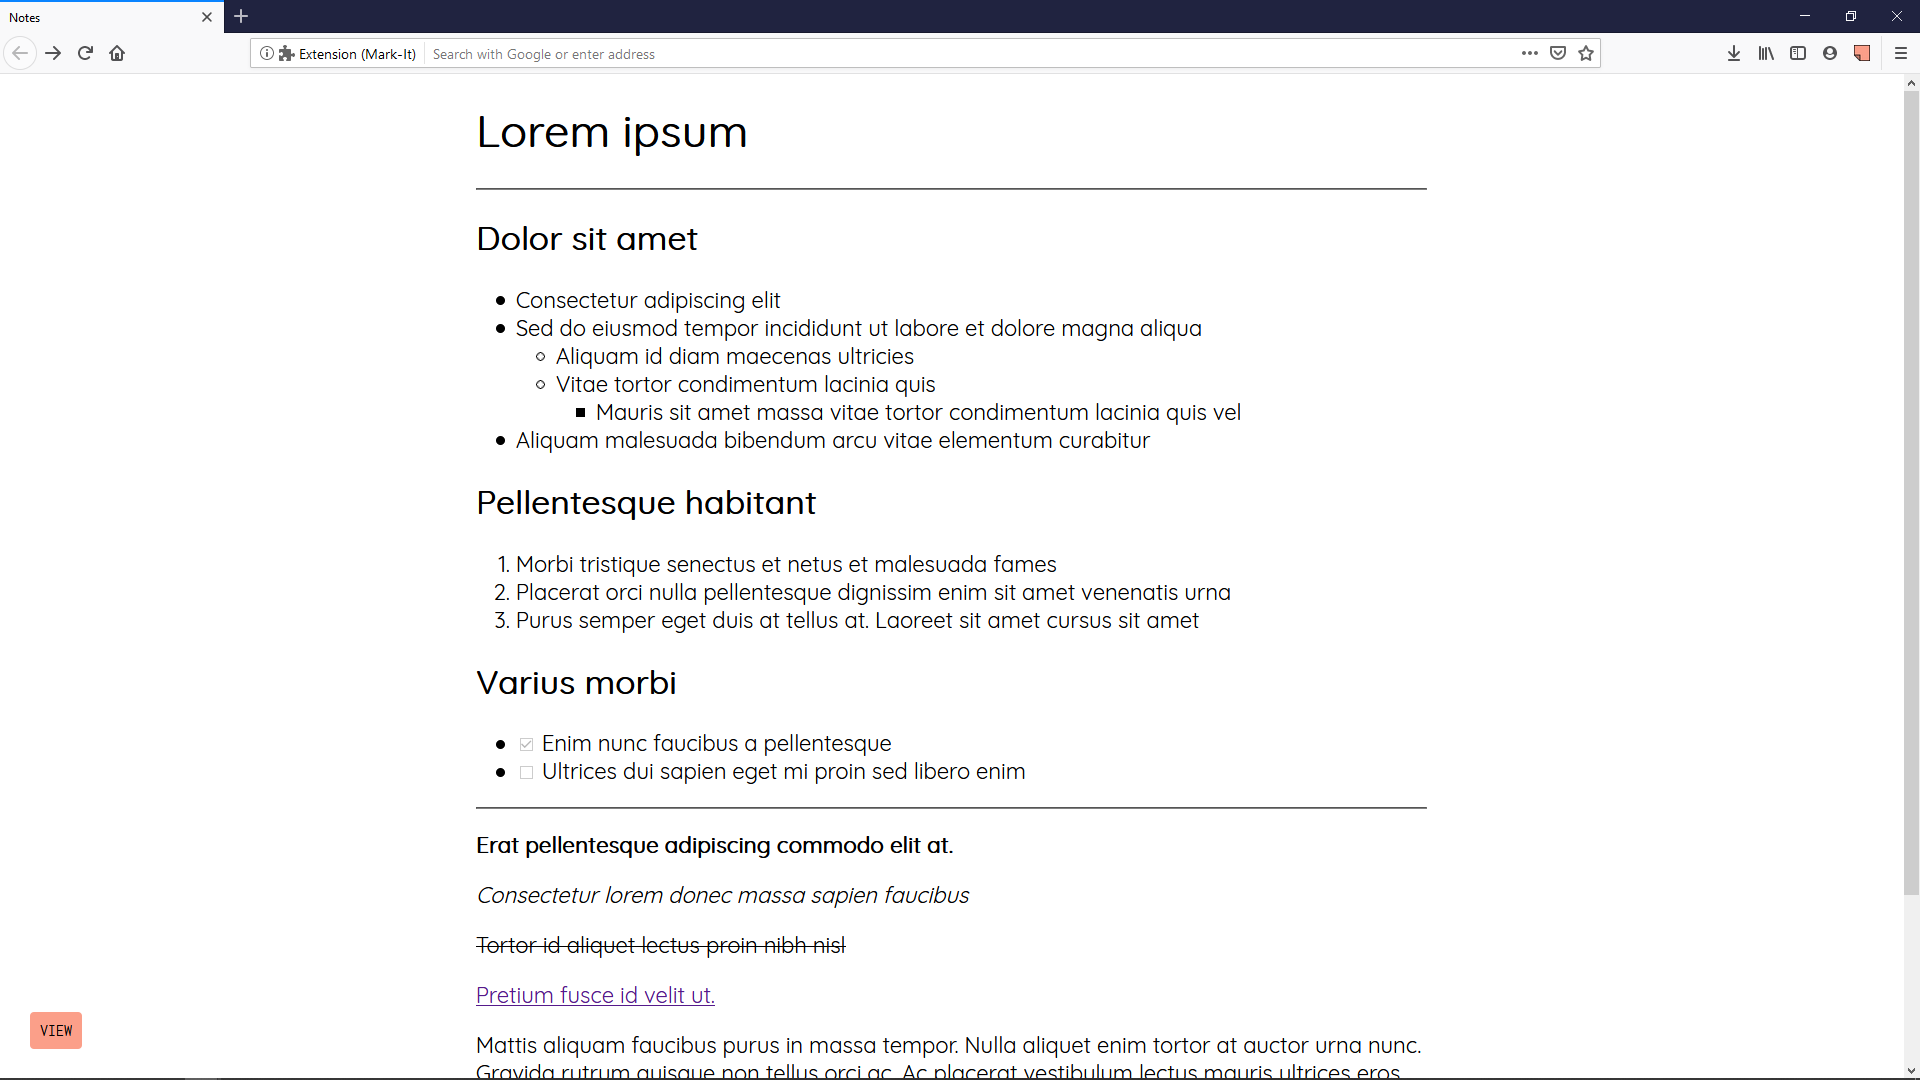 Notes
Extension (Mark-It) Search with Google or enter address
Lorem ipsum
Dolor sit amet
Consectetur adipiscing elit
Sed do eiusmod tempor incididunt ut labore et dolore magna aliqua
Aliquam id diam maecenas ultricies
Vitae tortor condimentum lacinia quis
Mauris sit amet massa vitae tortor condimentum lacinia quis vel
Aliquam malesuada bibendum arcu vitae elementum curabitur
Pellentesque habitant
1. Morbi tristique senectus et netus et malesuada fames
2. Placerat orci nulla pellentesque dignissim enim sit amet venenatis urna
3. Purus semper eget duis at tellus at. Laoreet sit amet cursus sit amet
Varius morbi
Enim nunc faucibus a pellentesque
Ultrices dui sapien eget mi proin sed libero enim
Erat pellentesque adipiscing commodo elit at.
Consectetur lorem donec massa sapien faucibus
Tortor id aliquet lectus proin nibh nisl
Pretium fusce id velit ut.
VIEW
Mattis aliquam faucibus purus in massa tempor. Nulla aliquet enim tortor at auctor urna nunc.
Gravida rutrum quisque non tellus orci ac. Ac placerat vestibulum lectus mauris ultrices eros